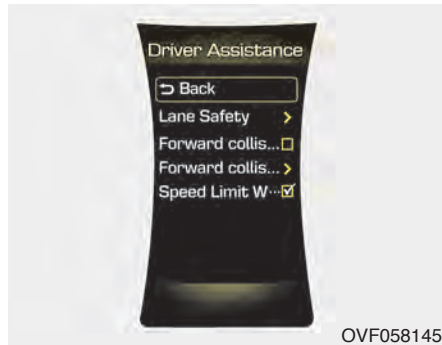 Driver Assistance
⮌ Back
Lane Safety >
Forward collis...
Forward collis... >
Speed Limit W...
OVF058145